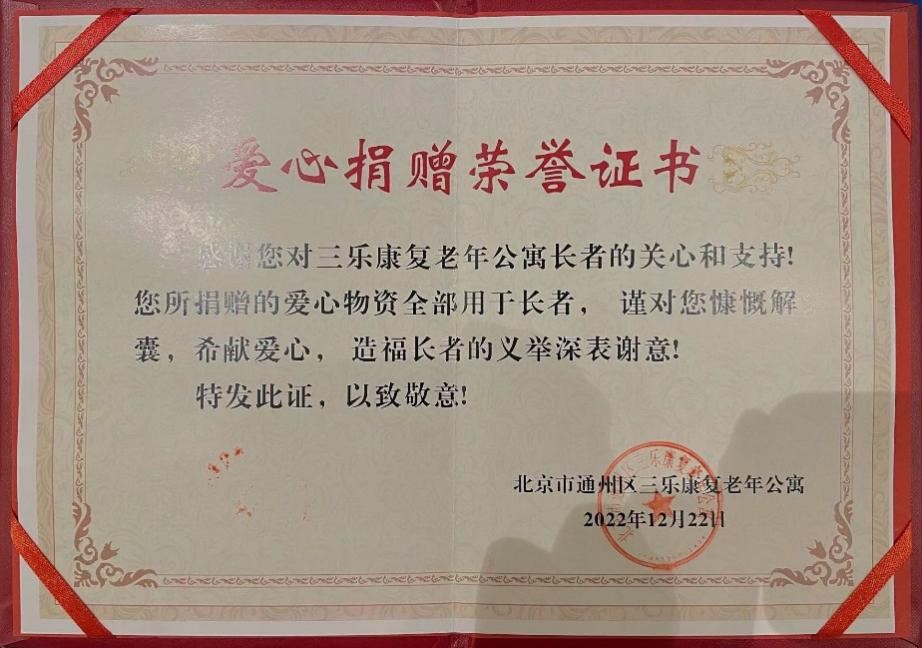 爱心捐赠荣誉证书
感谢您对三乐康复老年公寓长者的关心和支持!
您所捐赠的爱心物资全部用于长者，谨对您慷慨解
囊，希献爱心，造福长者的义举深表谢意!
特发此证，以致敬意!
北京市通州区三乐康复老年公寓
2022年12月22日